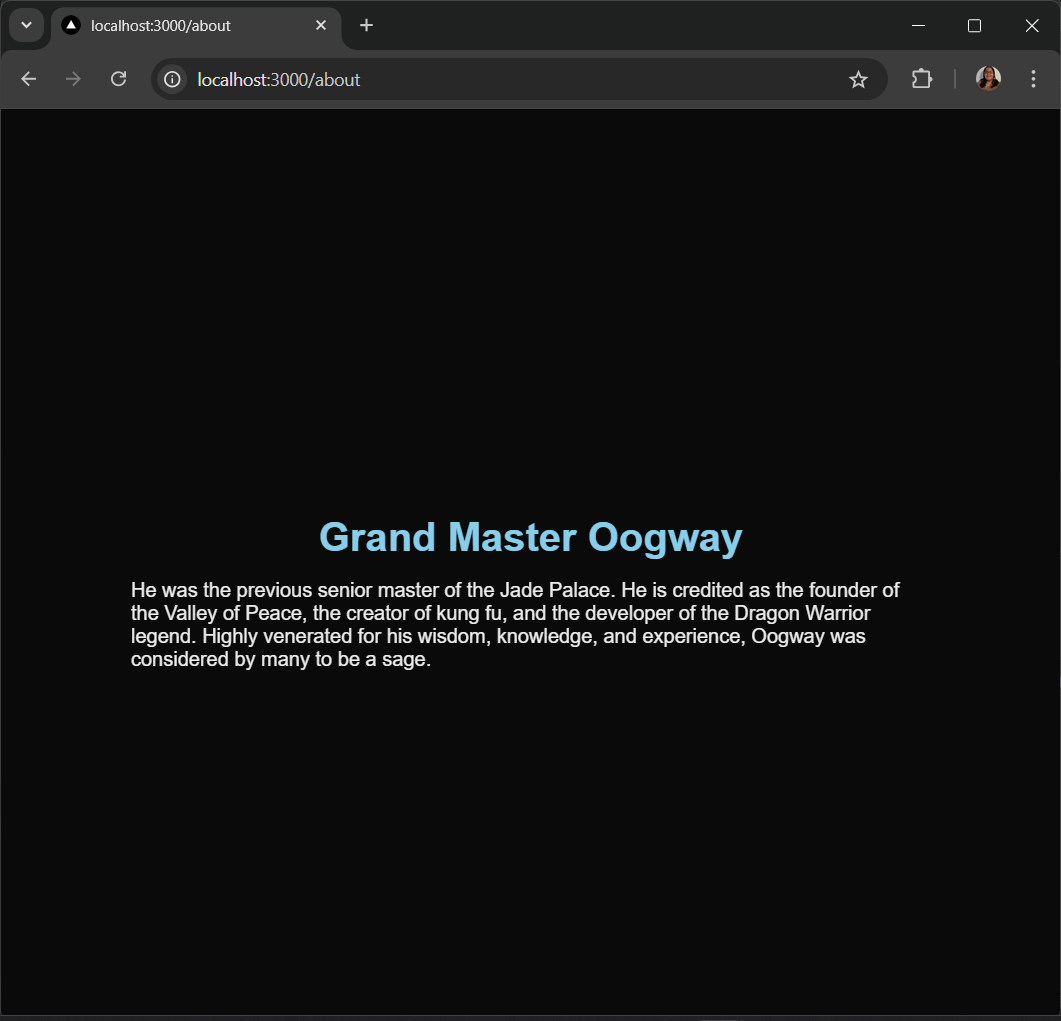 localhost:3000/about
localhost:3000/about
Grand Master Oogway
He was the previous senior master of the Jade Palace. He is credited as the founder of
the Valley of Peace, the creator of kung fu, and the developer of the Dragon Warrior
legend. Highly venerated for his wisdom, knowledge, and experience, Oogway was
considered by many to be a sage.